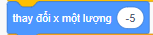 thay đổi x một lượng -5